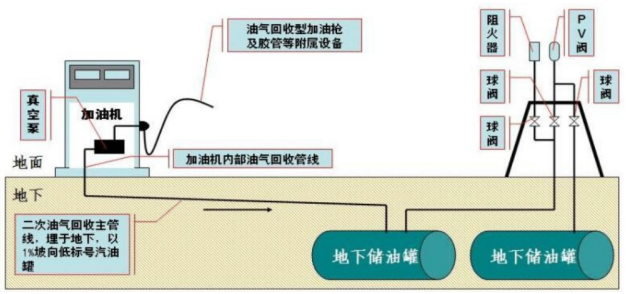 油气回收型加油枪
及胶管等附属设备
阻火器
PV阀
真空泵
加油机
球阀
球阀
球阀
地面
加油机内部油气回收管线
地下
二次油气回收主管
线，埋于地下，以
1%坡向低标号汽油
罐
地下储油罐
地下储油罐